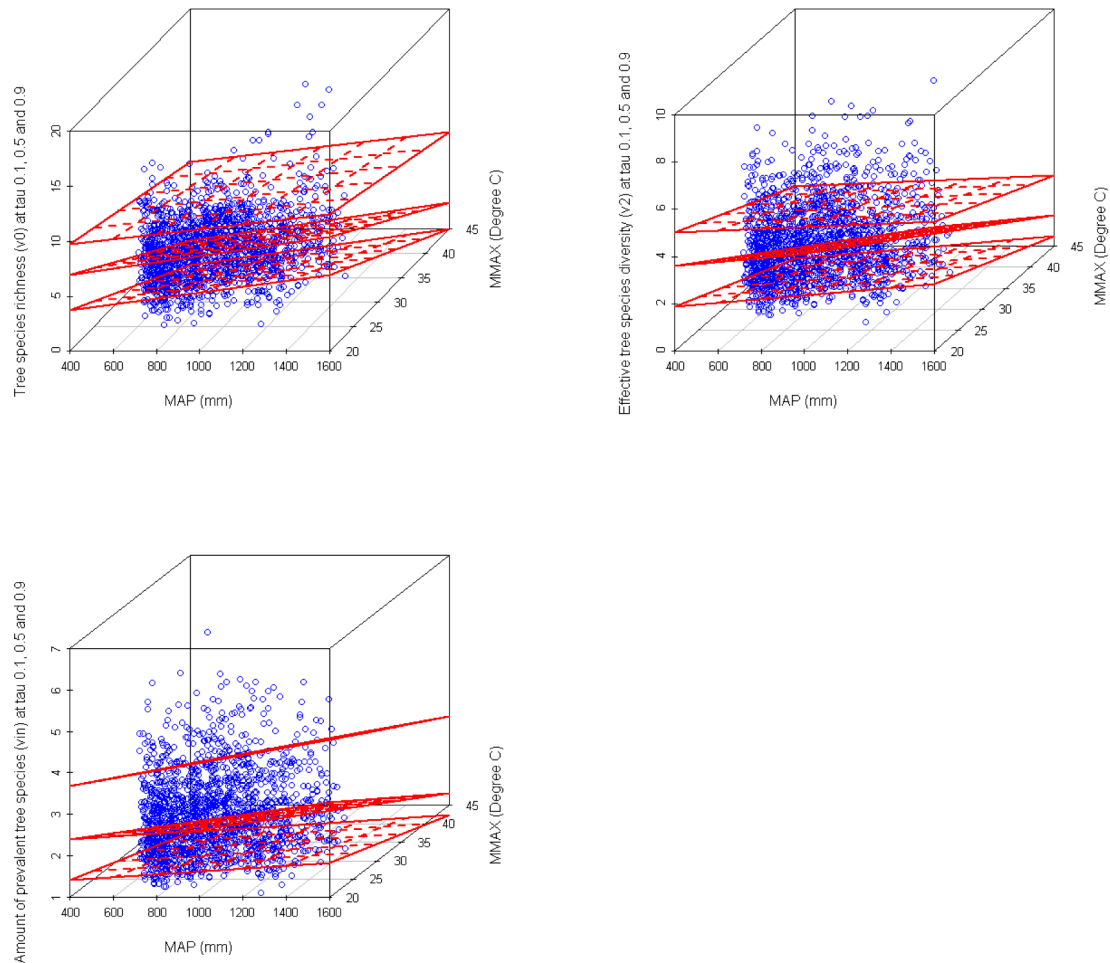 Tree species richness (v0) at tau 0.1, 0.5 and 0.9
20
15
10
5
0
400 600 800 1000 1200 1400 1600
MAP (mm)
20 25 30 35 40 45
MMAX (Degree C)
Effective tree species diversity (v2) at tau 0.1, 0.5 and 0.9
10
8
6
4
2
0
400 600 800 1000 1200 1400 1600
MAP (mm)
20 25 30 35 40 45
MMAX (Degree C)
Amount of prevalent tree species (vin) at tau 0.1, 0.5 and 0.9
7
6
5
4
3
2
1
400 600 800 1000 1200 1400 1600
MAP (mm)
20 25 30 35 40 45
MMAX (Degree C)